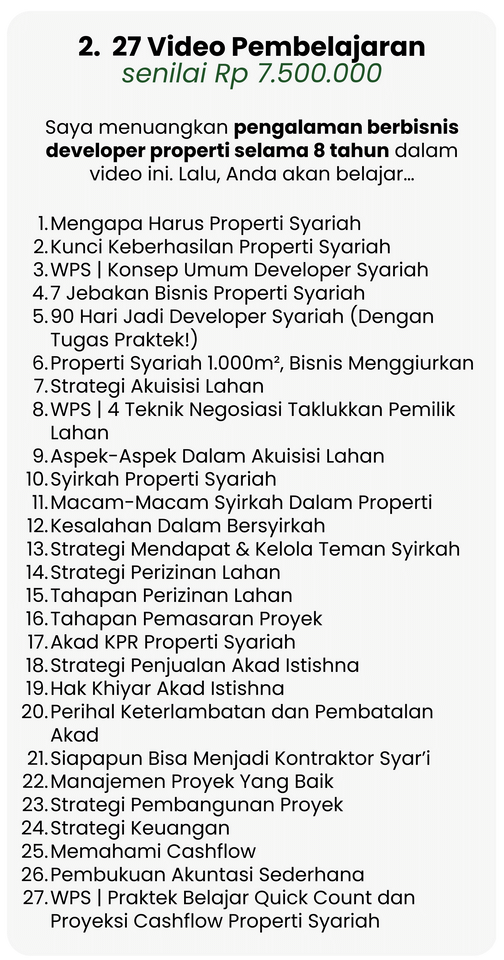 2. 27 Video Pembelajaran
senilai Rp 7.500.000
Saya menuangkan pengalaman berbisnis
developer properti selama 8 tahun dalam
video ini. Lalu, Anda akan belajar...
1. Mengapa Harus Properti Syariah
2. Kunci Keberhasilan Properti Syariah
3. WPS | Konsep Umum Developer Syariah
4. 7 Jebakan Bisnis Properti Syariah
5. 90 Hari Jadi Developer Syariah (Dengan
Tugas Praktek!)
6. Properti Syariah 1.000m², Bisnis Menggiurkan
7. Strategi Akuisisi Lahan
8. WPS | 4 Teknik Negosiasi Taklukkan Pemilik
Lahan
9. Aspek-Aspek Dalam Akuisisi Lahan
10. Syirkah Properti Syariah
11. Macam-Macam Syirkah Dalam Properti
12. Kesalahan Dalam Bersyirkah
13. Strategi Mendapat & Kelola Teman Syirkah
14. Strategi Perizinan Lahan
15. Tahapan Perizinan Lahan
16. Tahapan Pemasaran Proyek
17. Akad KPR Properti Syariah
18. Strategi Penjualan Akad Istishna
19. Hak Khiyar Akad Istishna
20. Perihal Keterlambatan dan Pembatalan
Akad
21. Siapapun Bisa Menjadi Kontraktor Syar'i
22. Manajemen Proyek Yang Baik
23. Strategi Pembangunan Proyek
24. Strategi Keuangan
25. Memahami Cashflow
26. Pembukuan Akuntasi Sederhana
27. WPS | Praktek Belajar Quick Count dan
Proyeksi Cashflow Properti Syariah